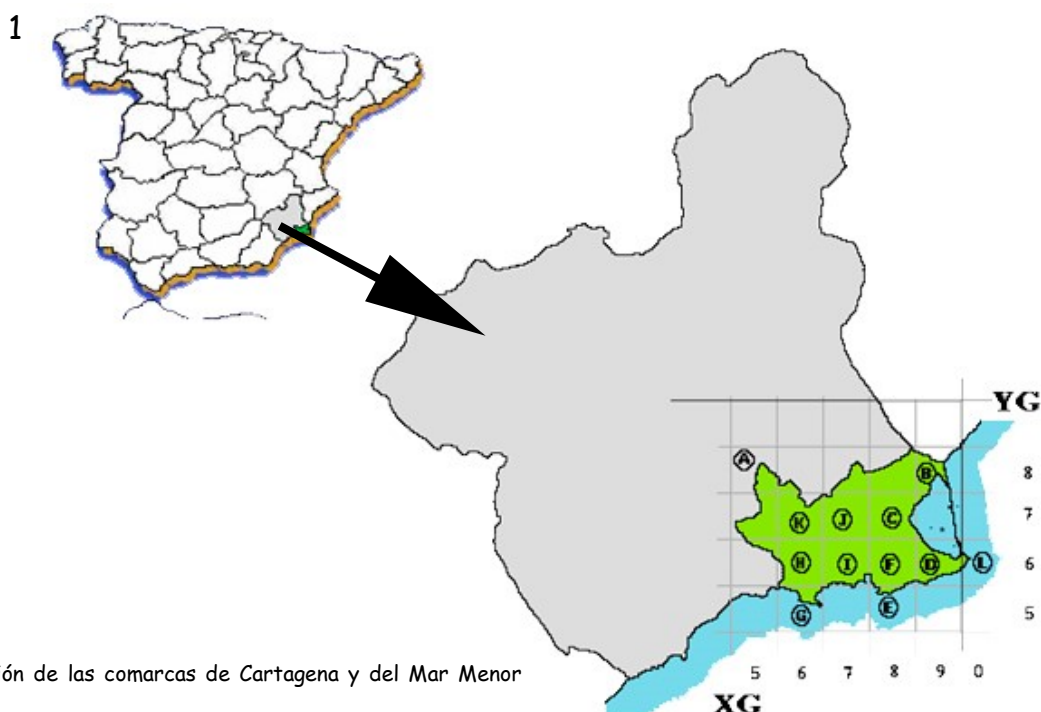 1
YG
A
B
8
K
J
C
7
H
I
F
D
L
6
G
E
5
ón de las comarcas de Cartagena y del Mar Menor
5 6 7 8 9 0
XG